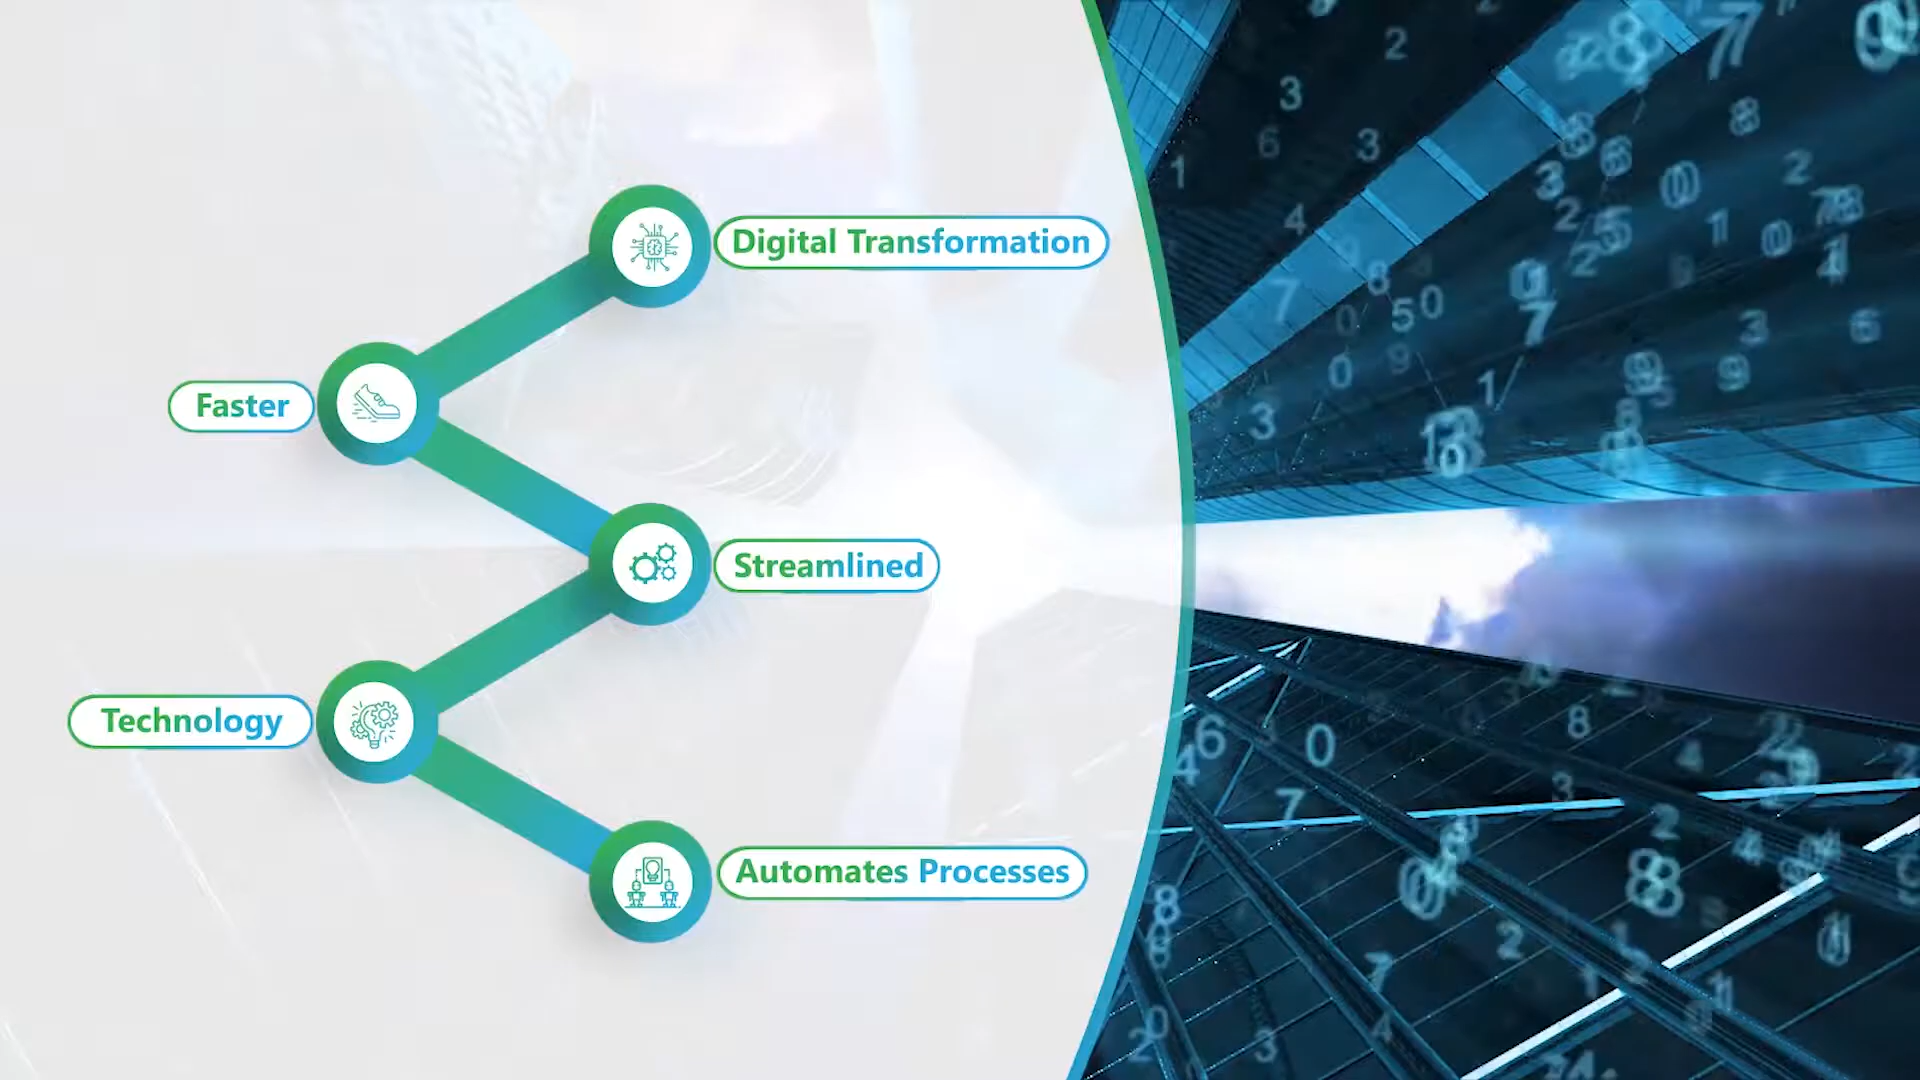 Digital Transformation
Faster
Streamlined
Technology
Automates Processes